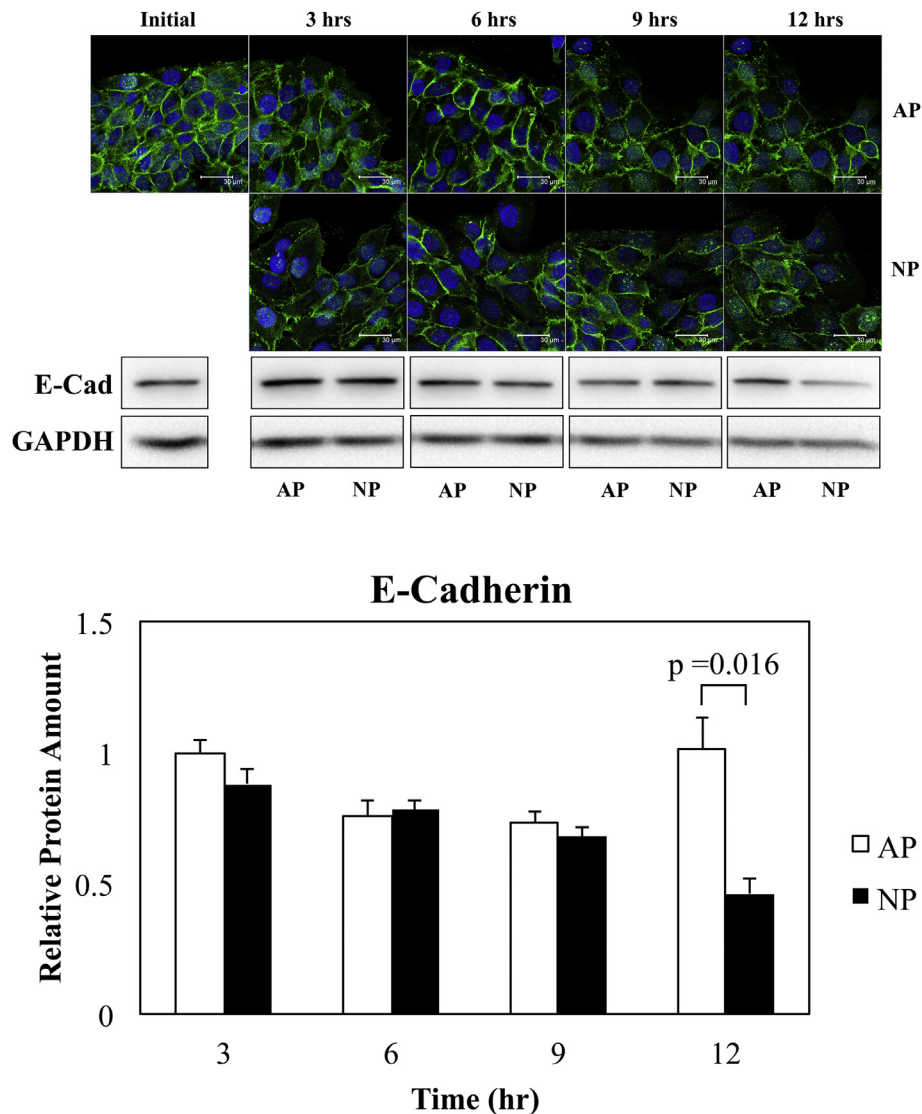 Initial 3 hrs 6 hrs 9 hrs 12 hrs
30 µm 30 µm 30 µm 30 µm 30 µm
AP
30 µm 30 µm 30 µm 30 µm
NP
E-Cad
GAPDH
AP NP AP NP AP NP AP NP
E-Cadherin
1.5
p =0.016
1
0.5
0
Relative Protein Amount
AP
NP
3 6 9 12
Time (hr)